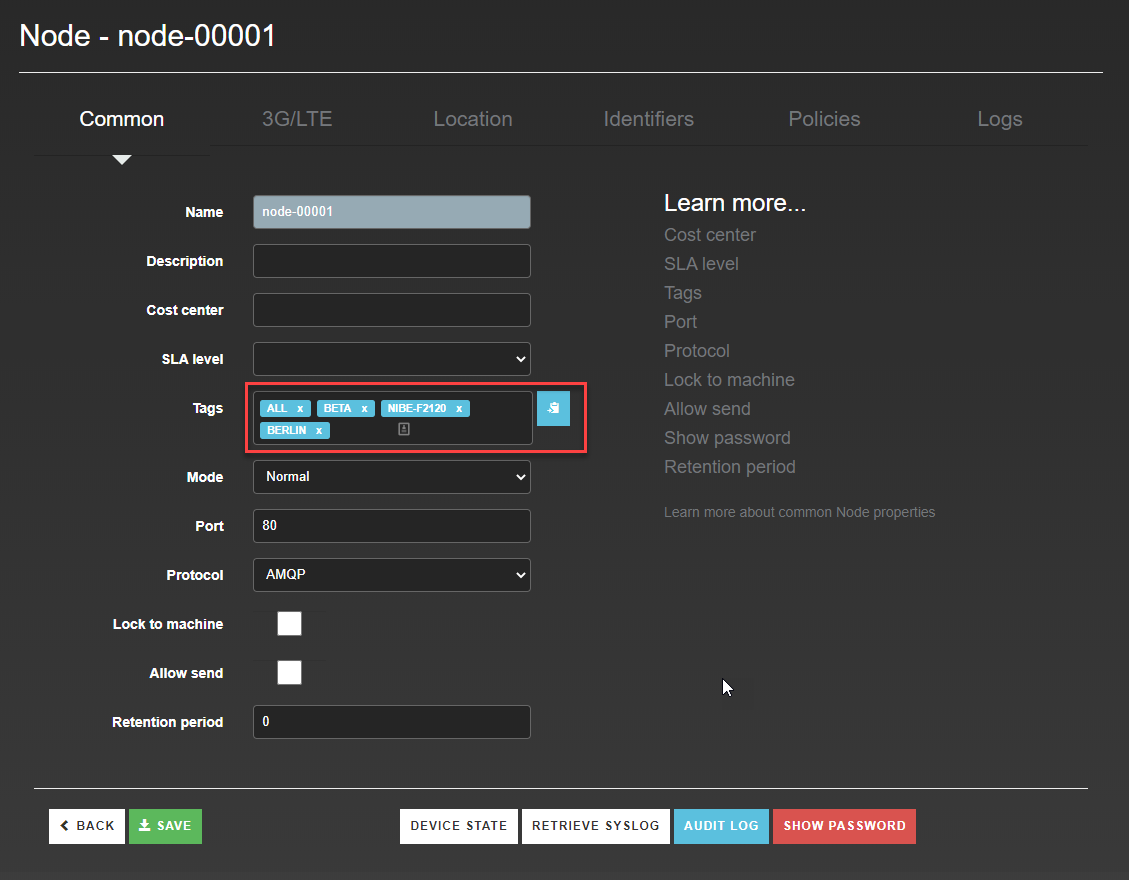 Node - node-00001
Common 3G/LTE Location Identifiers Policies Logs
Name node-00001
Description
Cost center
SLA level
Tags ALL x BETA x NIBE-F2120 x
BERLIN x
Mode Normal
Port 80
Protocol AMQP
Lock to machine
Allow send
Retention period 0
Learn more...
Cost center
SLA level
Tags
Port
Protocol
Lock to machine
Allow send
Show password
Retention period
Learn more about common Node properties
BACK SAVE DEVICE STATE RETRIEVE SYSLOG AUDIT LOG SHOW PASSWORD